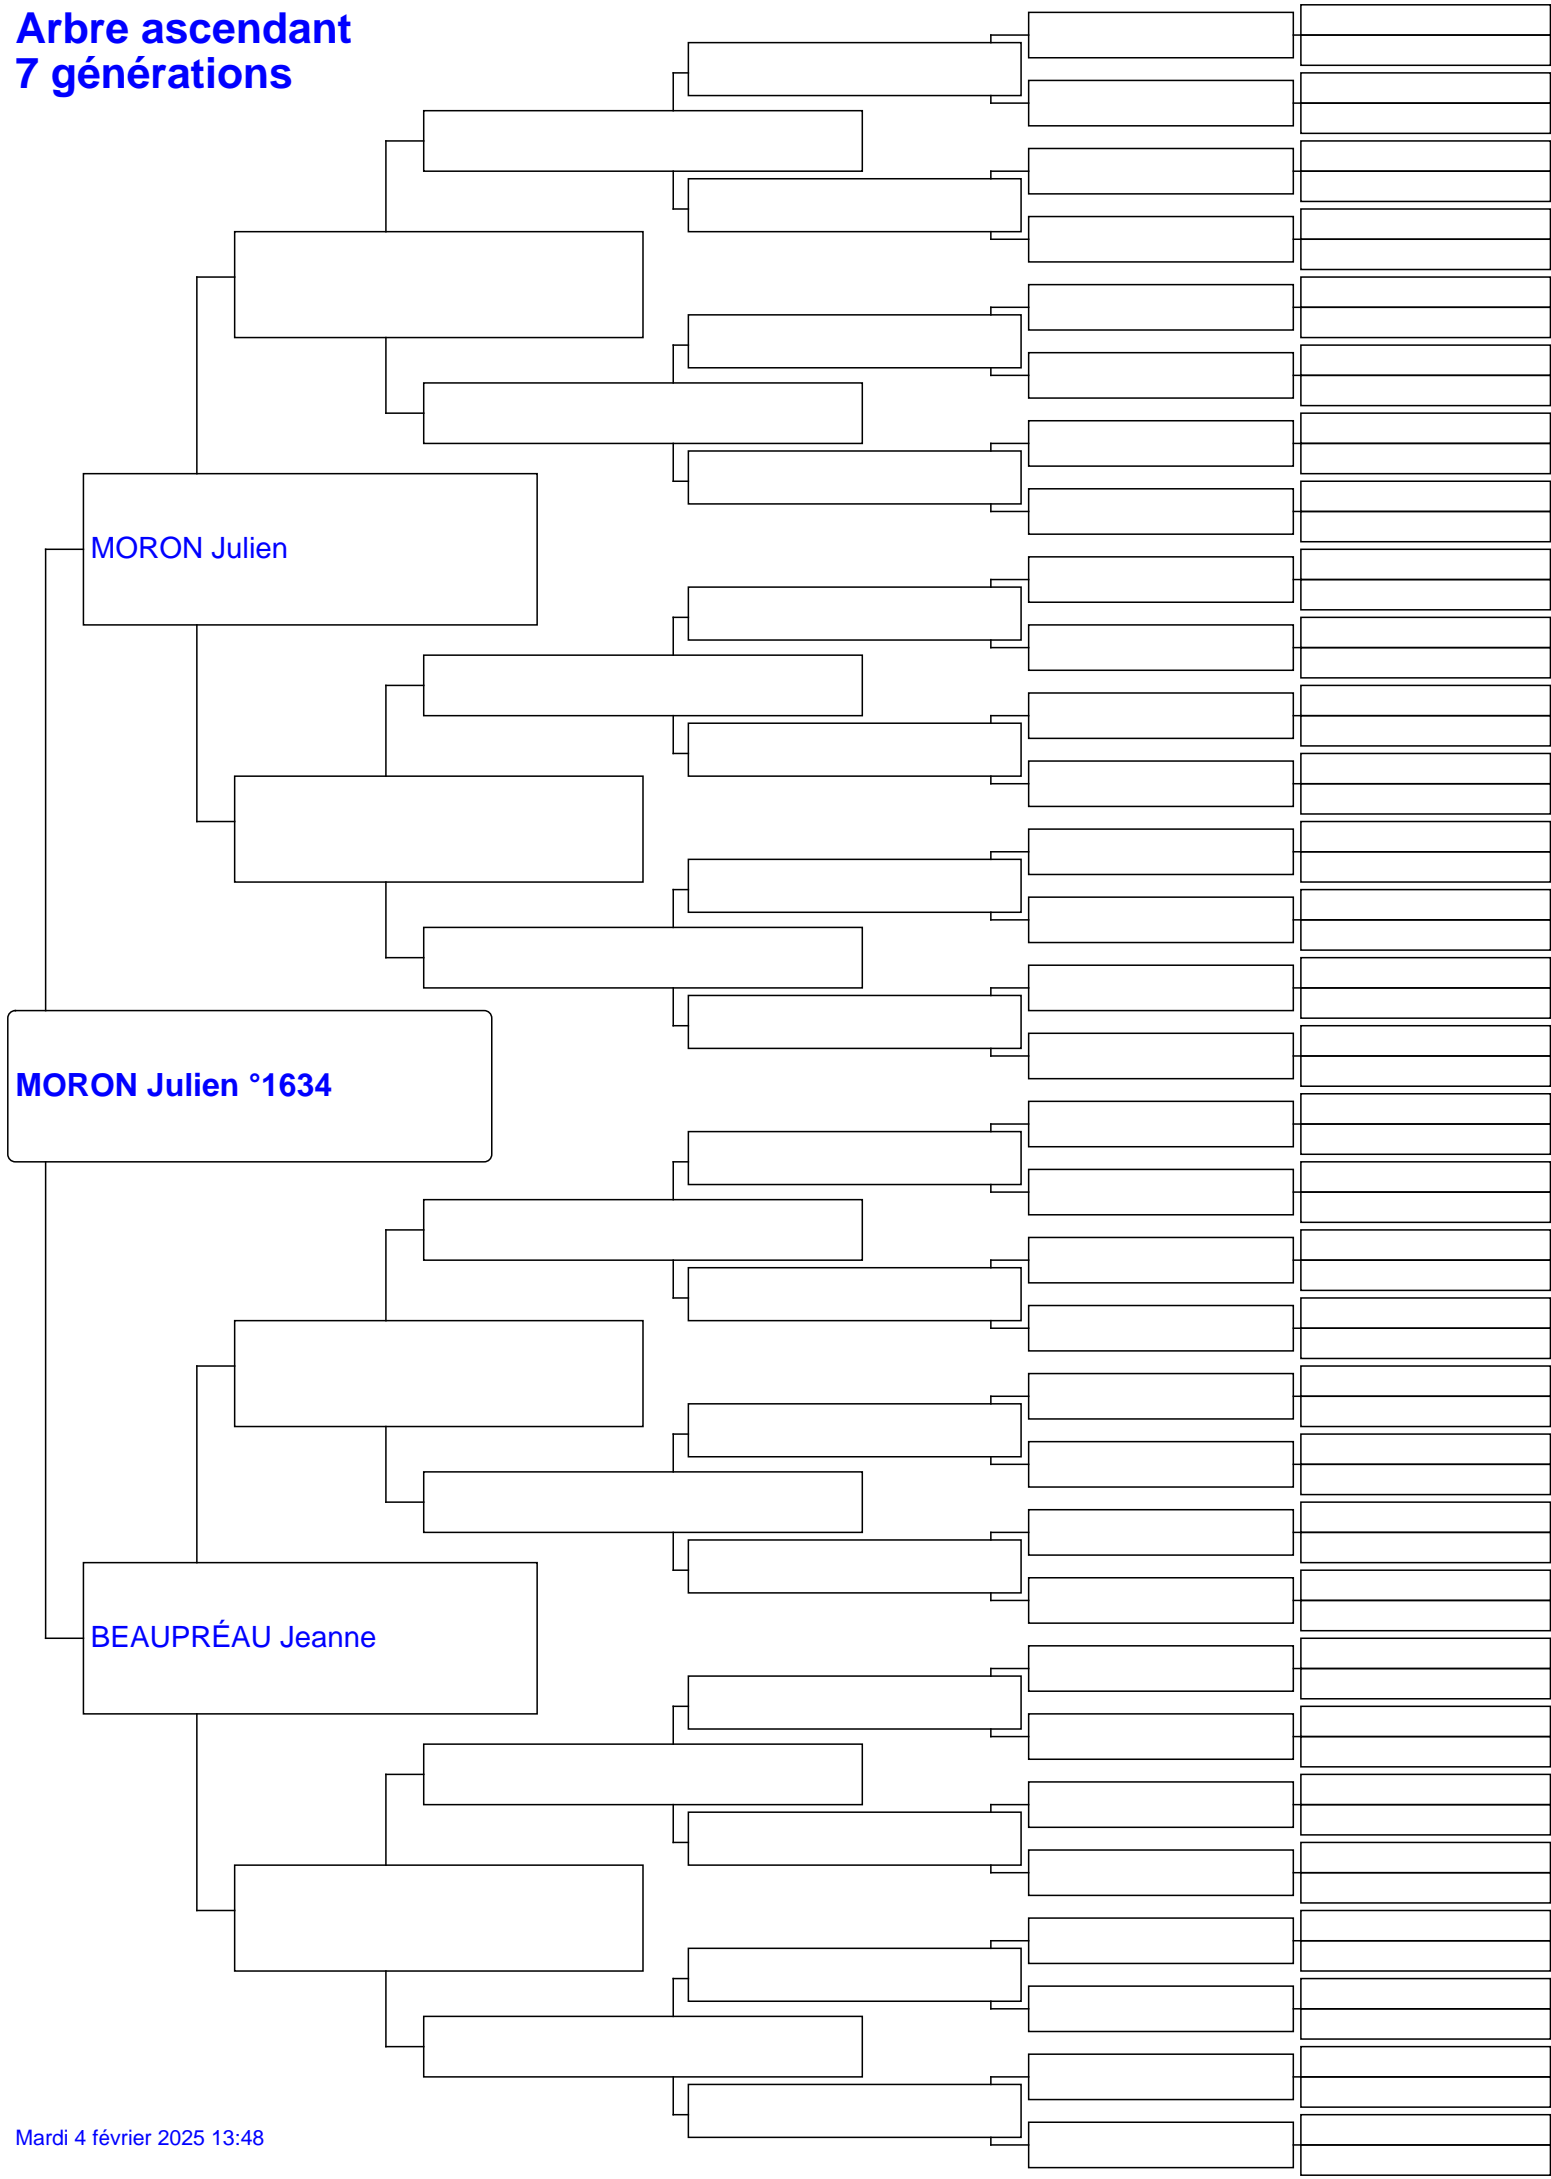 Arbre ascendant
7 générations
MORON Julien
MORON Julien °1634
BEAUPRÉAU Jeanne
Mardi 4 février 2025 13:48